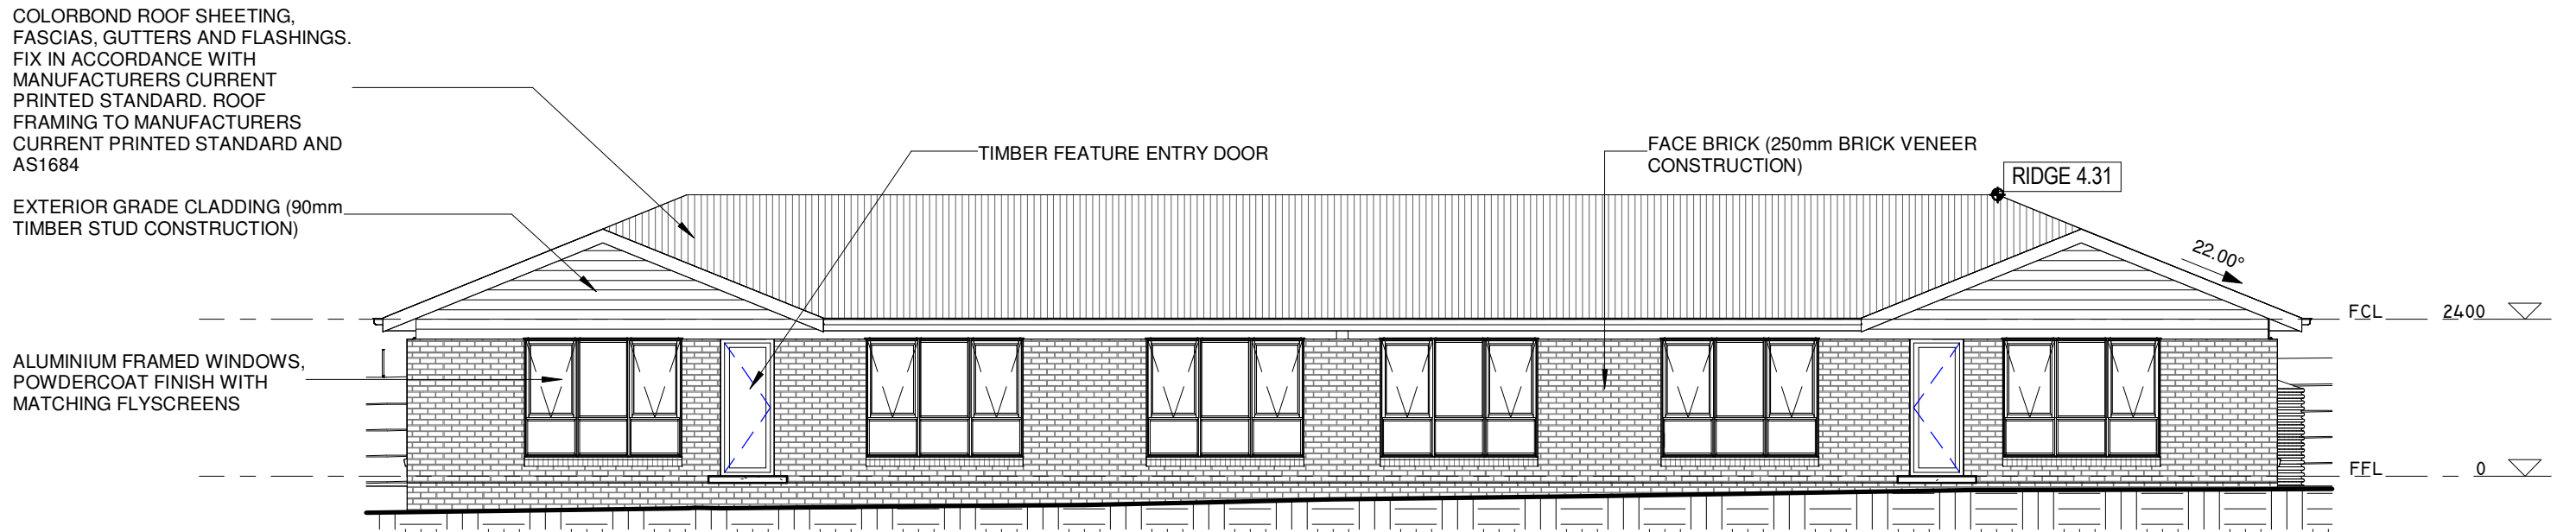 COLORBOND ROOF SHEETING,
FASCIAS, GUTTERS AND FLASHINGS.
FIX IN ACCORDANCE WITH
MANUFACTURERS CURRENT
PRINTED STANDARD. ROOF
FRAMING TO MANUFACTURERS
CURRENT PRINTED STANDARD AND
AS1684
EXTERIOR GRADE CLADDING (90mm
TIMBER STUD CONSTRUCTION)
ALUMINIUM FRAMED WINDOWS,
POWDERCOAT FINISH WITH
MATCHING FLYSCREENS
TIMBER FEATURE ENTRY DOOR
FACE BRICK (250mm BRICK VENEER
CONSTRUCTION)
RIDGE 4.31
22.00°
FCL 2400
FFL 0